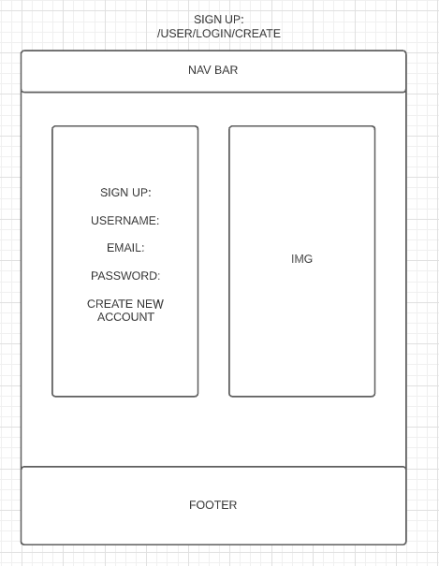 SIGN UP:
/USER/LOGIN/CREATE
NAV BAR
SIGN UP:
USERNAME:
EMAIL:
PASSWORD:
CREATE NEW
ACCOUNT
IMG
FOOTER